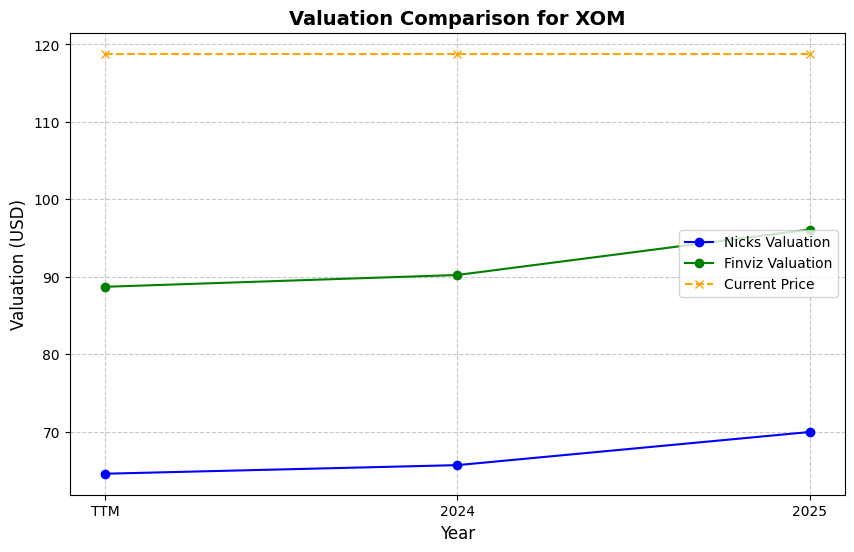 Valuation Comparison for XOM
120
110
100
90
80
70
Valuation (USD)
Nicks Valuation
Finviz Valuation
Current Price
TTM
2024
2025
Year